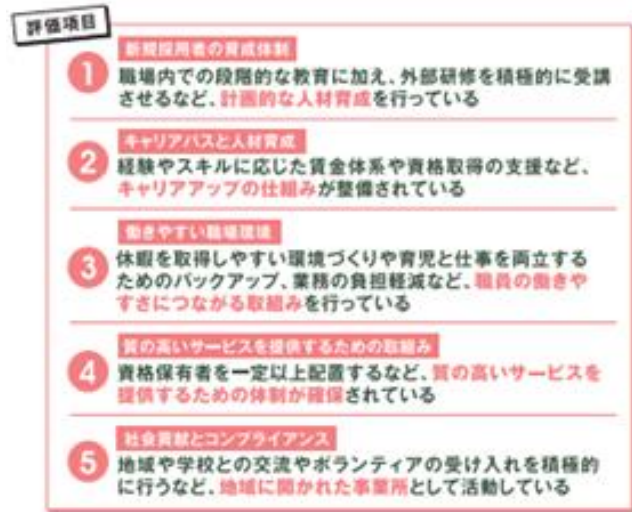 評価項目
1
新規採用者の育成体制
職場内での段階的な教育に加え、外部研修を積極的に受講
させるなど、計画的な人材育成を行っている
2
キャリアパスと人材育成
経験やスキルに応じた賃金体系や資格取得の支援など、
キャリアアップの仕組みが整備されている
3
働きやすい職場環境
休暇を取得しやすい環境づくりや育児と仕事を両立する
ためのバックアップ、業務の負担軽減など、職員の働きや
すさにつながる取組みを行っている
4
質の高いサービスを提供するための取組み
資格保有者を一定以上配置するなど、質の高いサービスを
提供するための体制が確保されている
5
社会貢献とコンプライアンス
地域や学校との交流やボランティアの受け入れを積極的
に行うなど、地域に開かれた事業所として活動している